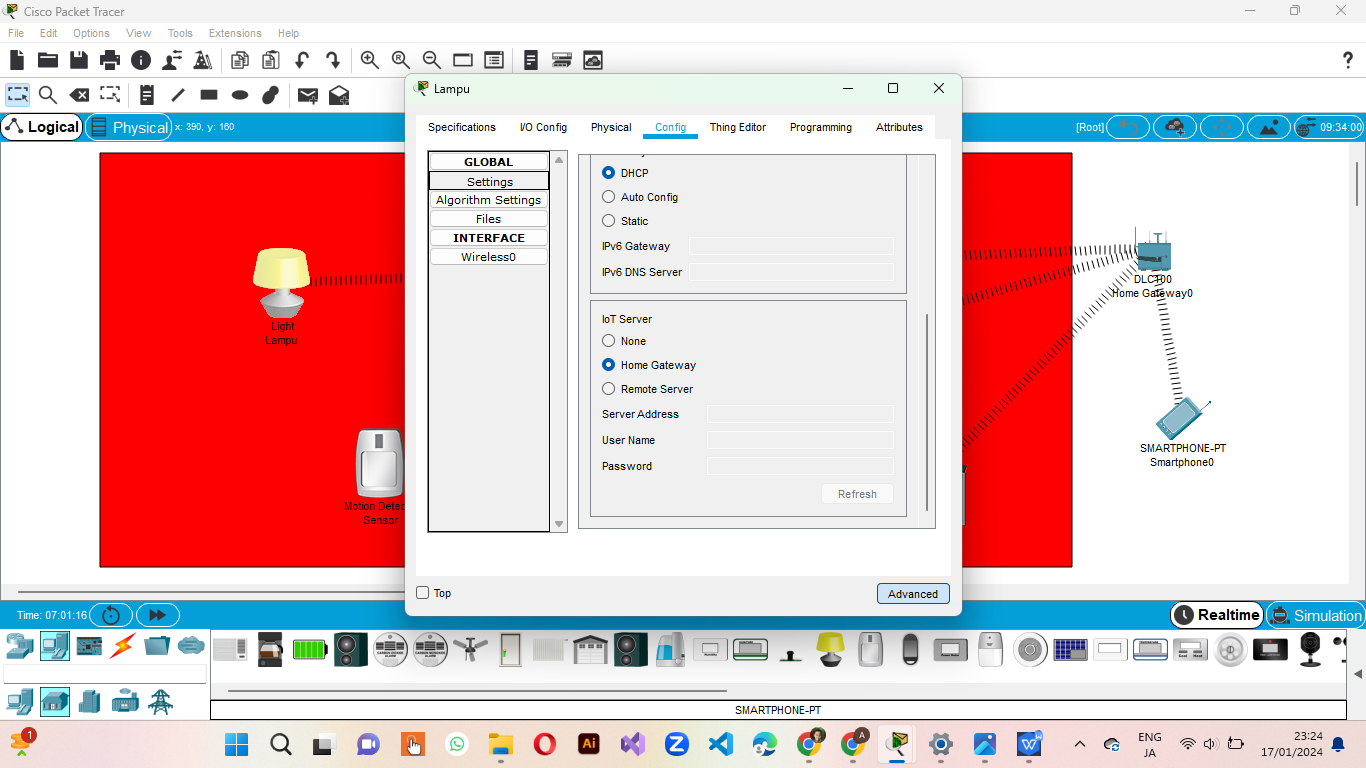 Cisco Packet Tracer
File Edit Options View Tools Extensions Help
Logical
Physical
x: 390, y: 160
[Root]
09:34:00
Light
Lampu
Motion Detec
Sensor
DLC100
Home Gateway0
SMARTPHONE-PT
Smartphone0
Lampu
Specifications I/O Config Physical Config Thing Editor Programming Attributes
GLOBAL
Settings
Algorithm Settings
Files
INTERFACE
Wireless0
DHCP
Auto Config
Static
IPv6 Gateway
IPv6 DNS Server
IoT Server
None
Home Gateway
Remote Server
Server Address
User Name
Password
Refresh
Top
Advanced
Time: 07:01:16
Realtime
Simulation
SMARTPHONE-PT
1
Ai
ENG
JA
23:24
17/01/2024